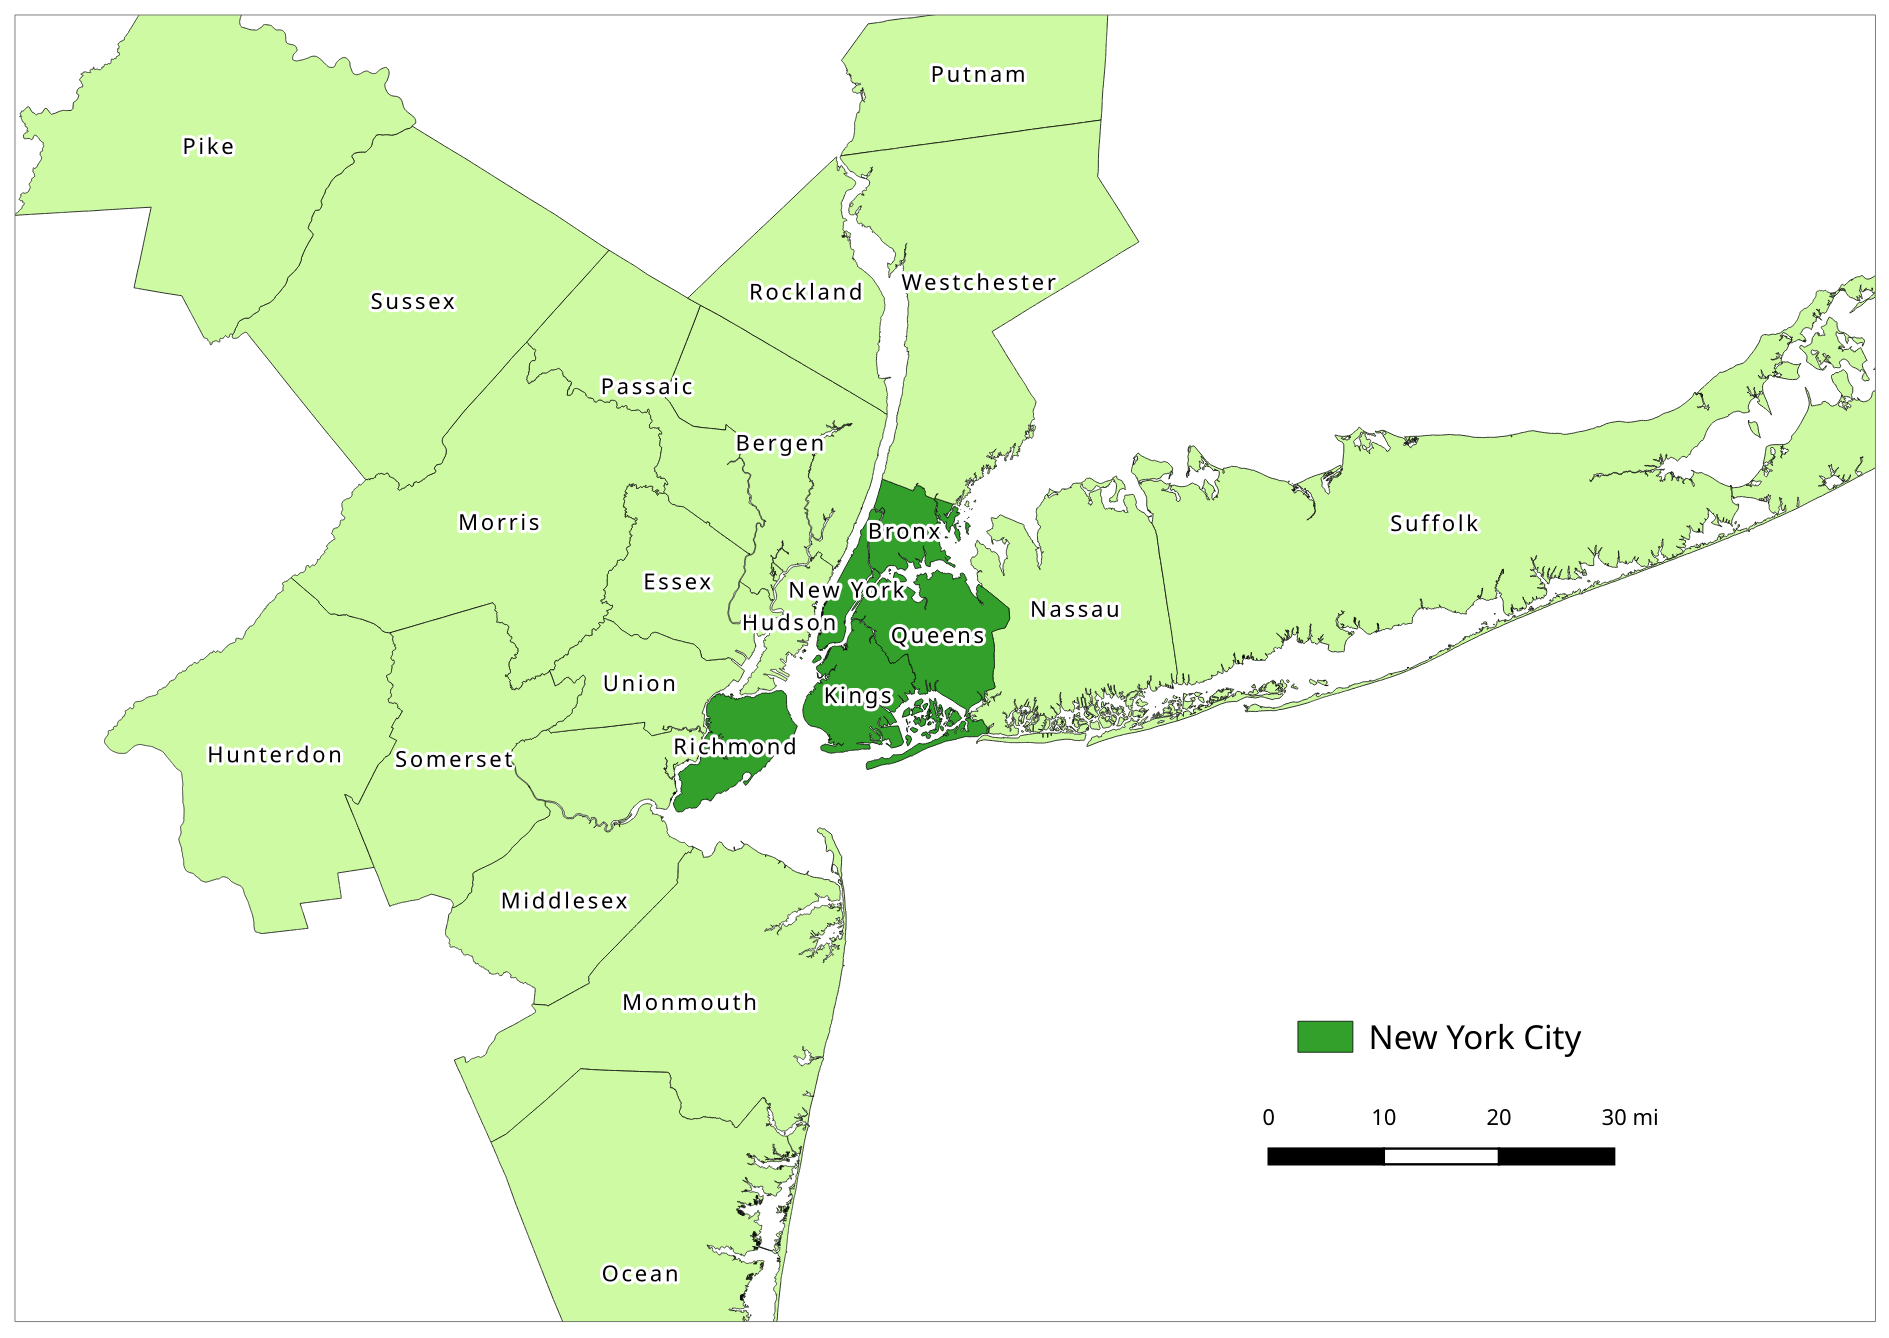 Putnam
Pike
Westchester
Rockland
Sussex
Passaic
Bergen
Morris
Suffolk
Bronx
Essex
New York
Nassau
Hudson
Queens
Union
Kings
Richmond
Hunterdon
Somerset
Middlesex
Monmouth
New York City
0 10 20 30 mi
Ocean